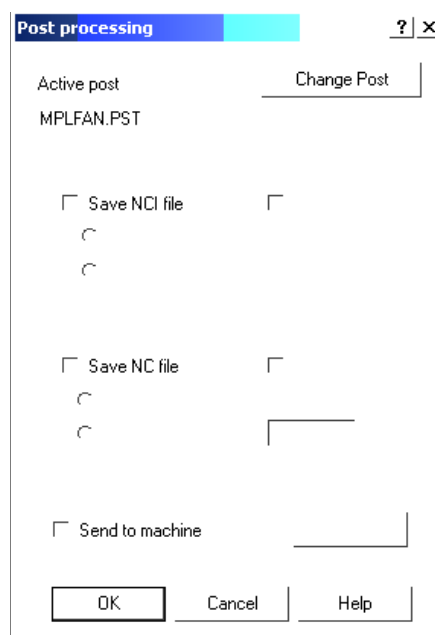 Post processing
? ×
Active post
Change Post
MPLFAN.PST
Save NCI file
Save NC file
Send to machine
OK
Cancel
Help